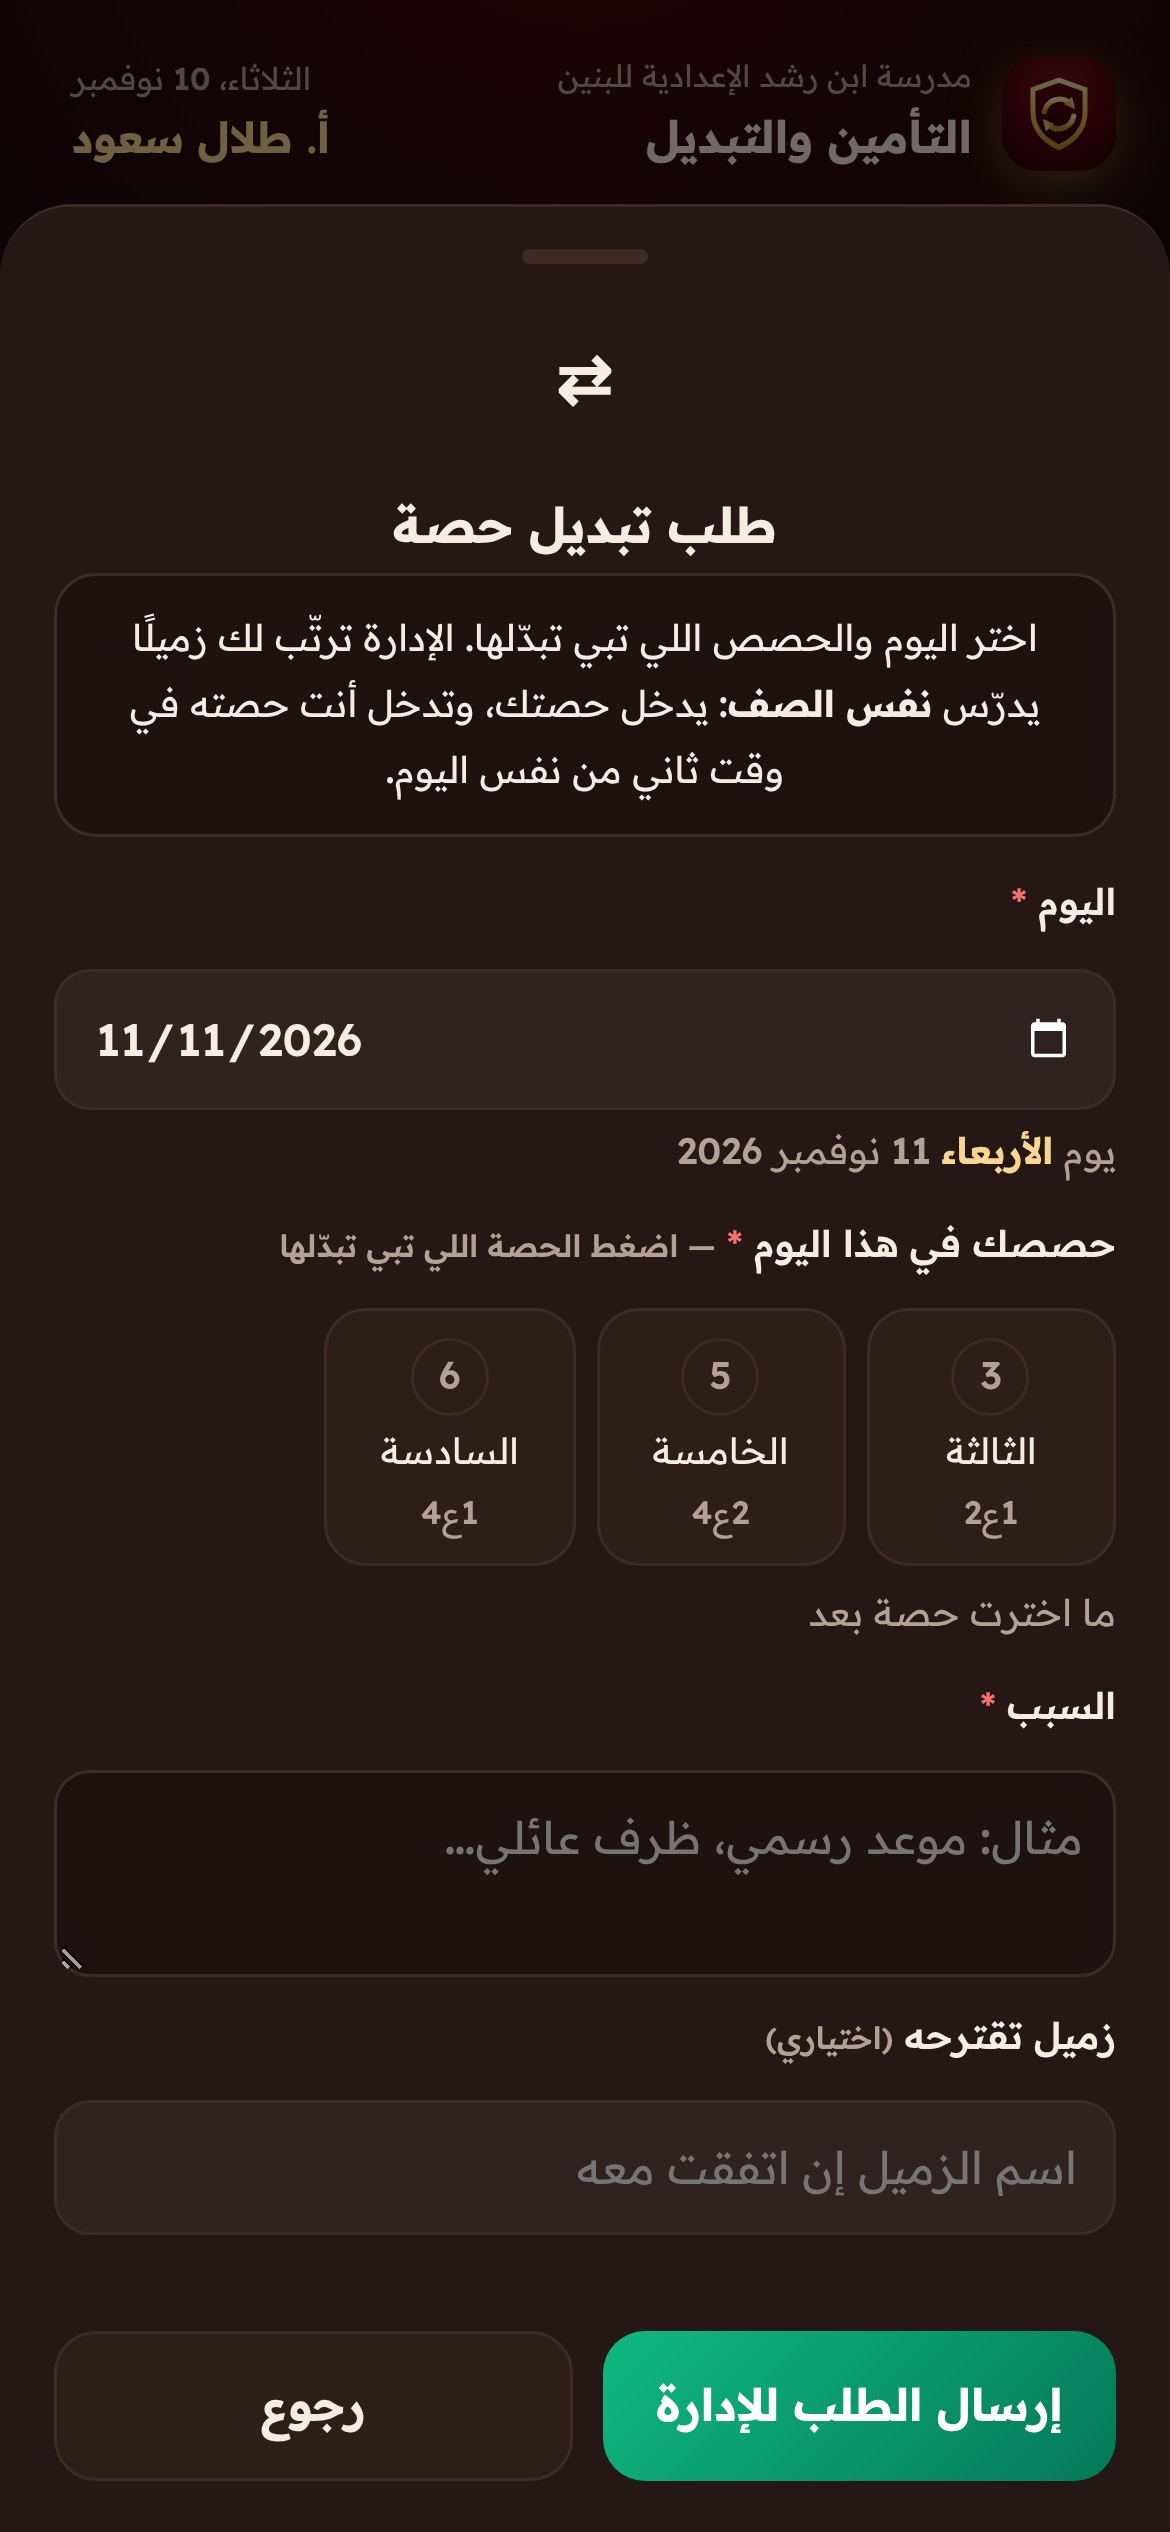 مدرسة ابن رشد الإعدادية للبنين
التأمين والتبديل
الثلاثاء، 10 نوفمبر
أ. طلال سعود
طلب تبديل حصة
اختر اليوم والحصص اللي تبي تبدّلها. الإدارة ترتّب لك زميلًا
يدرّس نفس الصف: يدخل حصتك، وتدخل أنت حصته في
وقت ثاني من نفس اليوم.
اليوم *
11/11/2026
يوم الأربعاء 11 نوفمبر 2026
حصصك في هذا اليوم * — اضغط الحصة اللي تبي تبدّلها
3
الثالثة
1ع2
5
الخامسة
2ع4
6
السادسة
1ع4
ما اخترت حصة بعد
السبب *
مثال: موعد رسمي، ظرف عائلي...
زميل تقترحه (اختياري)
اسم الزميل إن اتفقت معه
إرسال الطلب للإدارة
رجوع